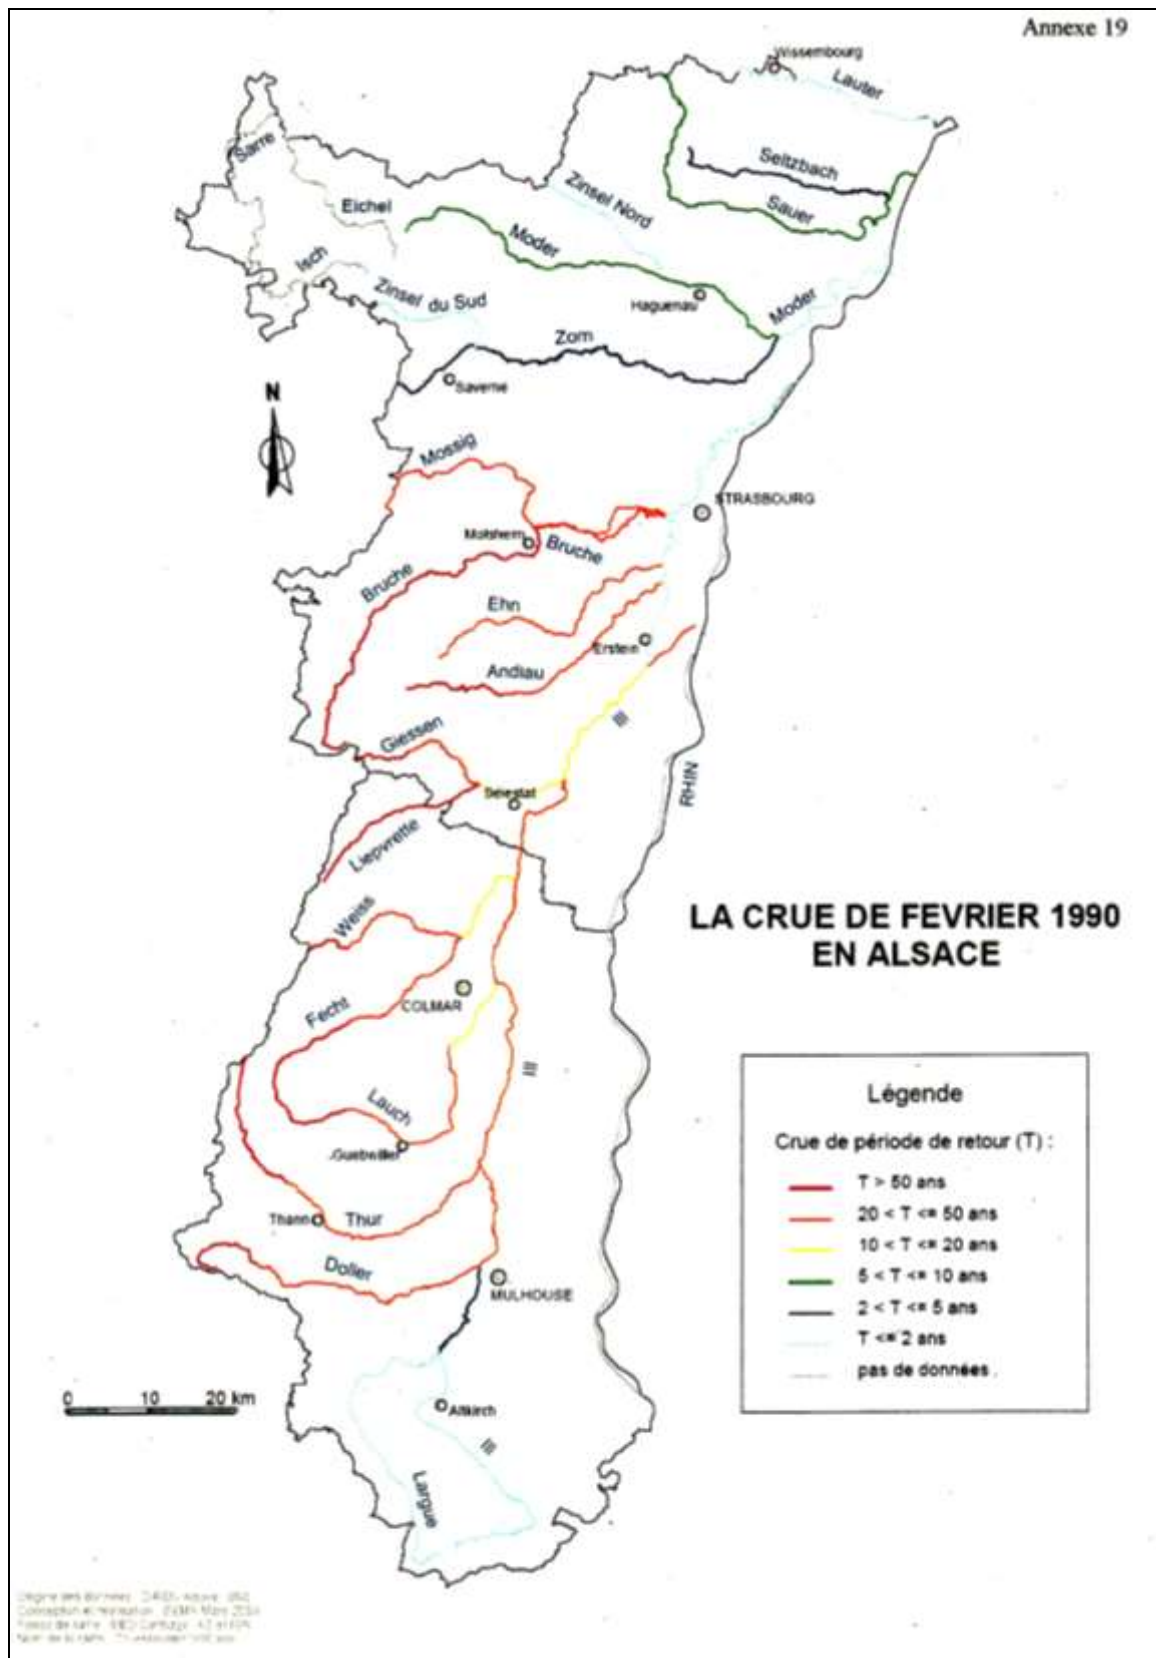 Annexe 19
Wissembourg
Lauter
Sarre
Seltzbach
Eichel
Zinsel Nord
Sauer
Moder
Isch
Zinsel du Sud
Haguenau
Moder
Zorn
Saverne
N
Mossig
STRASBOURG
Molsheim
Bruche
Bruche
Ehn
Erstein
Andlau
Ill
Giessen
RHIN
Sélestat
Liepvrette
Weiss
LA CRUE DE FEVRIER 1990
EN ALSACE
COLMAR
Fecht
Ill
Lauch
Guebwiller
Thann
Thur
Doller
MULHOUSE
Légende
Crue de période de retour (T) :
T > 50 ans
20 < T <= 50 ans
10 < T <= 20 ans
5 < T <= 10 ans
2 < T <= 5 ans
T <= 2 ans
pas de données
0 10 20 km
Altkirch
Ill
Largue